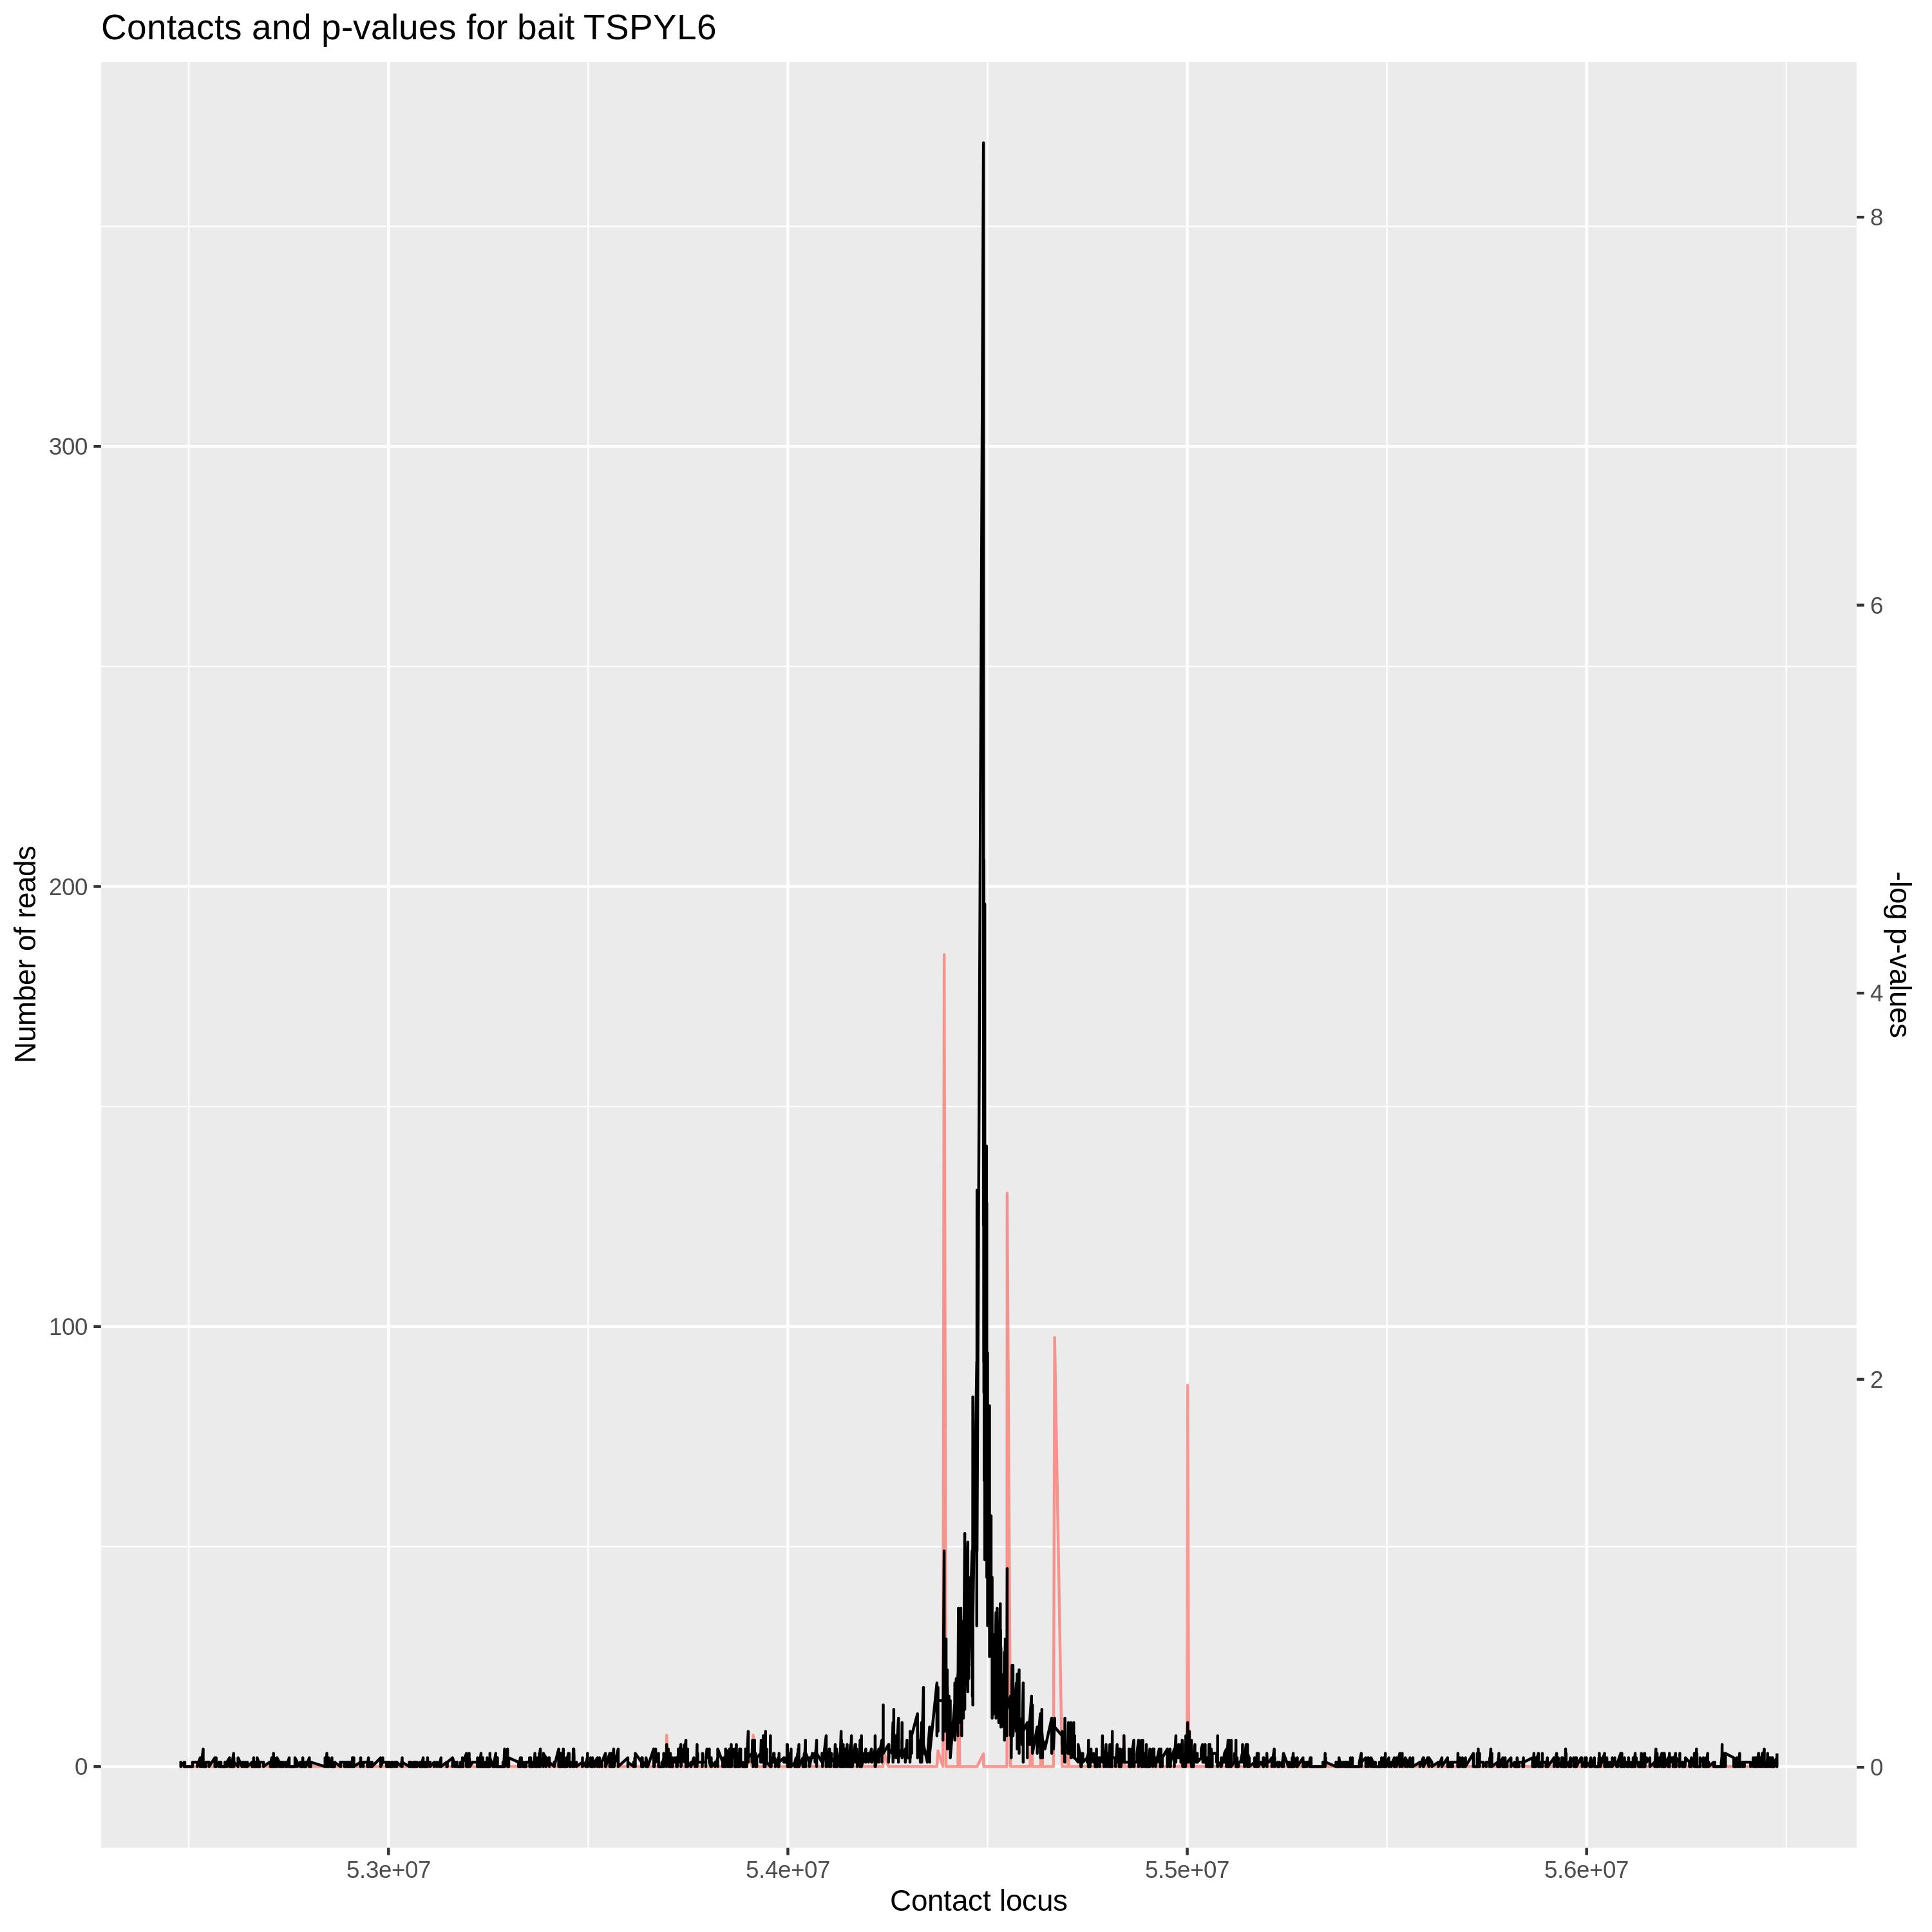 Contacts and p-values for bait TSPYL6
300
200
100
0
Number of reads
8
6
4
2
0
-log p-values
5.3e+07
5.4e+07
5.5e+07
5.6e+07
Contact locus